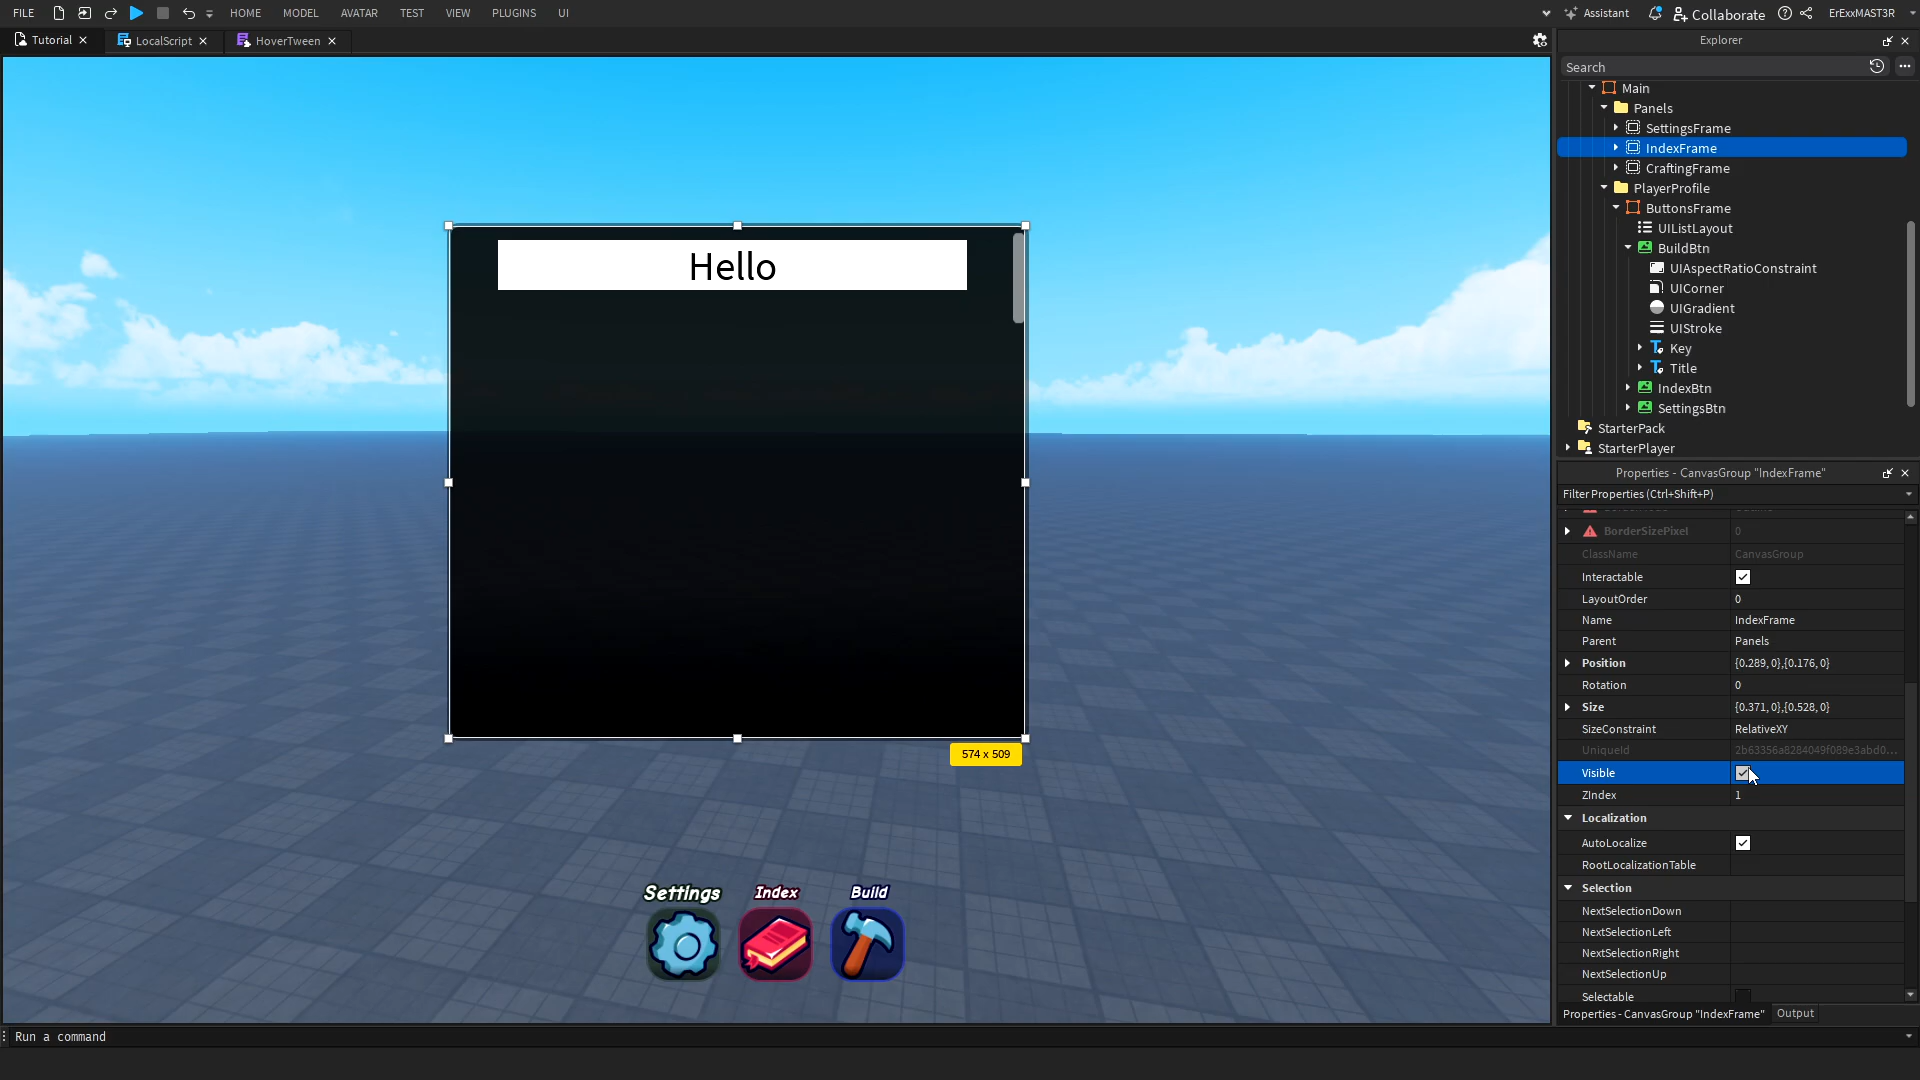 FILE HOME MODEL AVATAR TEST VIEW PLUGINS UI Assistant Collaborate ErExxMAST3R
Tutorial LocalScript HoverTween
Explorer
Search
Main
Panels
SettingsFrame
IndexFrame
CraftingFrame
PlayerProfile
ButtonsFrame
UIListLayout
BuildBtn
UIAspectRatioConstraint
UICorner
UIGradient
UIStroke
Key
Title
IndexBtn
SettingsBtn
StarterPack
StarterPlayer
Hello
574 x 509
Settings Index Build
Properties - CanvasGroup "IndexFrame"
Filter Properties (Ctrl+Shift+P)
BorderSizePixel 0
ClassName CanvasGroup
Interactable
LayoutOrder 0
Name IndexFrame
Parent Panels
Position {0.289, 0},{0.176, 0}
Rotation 0
Size {0.371, 0},{0.528, 0}
SizeConstraint RelativeXY
UniqueId 2b63356a8284049f089e3abd0...
Visible
ZIndex 1
Localization
AutoLocalize
RootLocalizationTable
Selection
NextSelectionDown
NextSelectionLeft
NextSelectionRight
NextSelectionUp
Selectable
Properties - CanvasGroup "IndexFrame" Output
Run a command